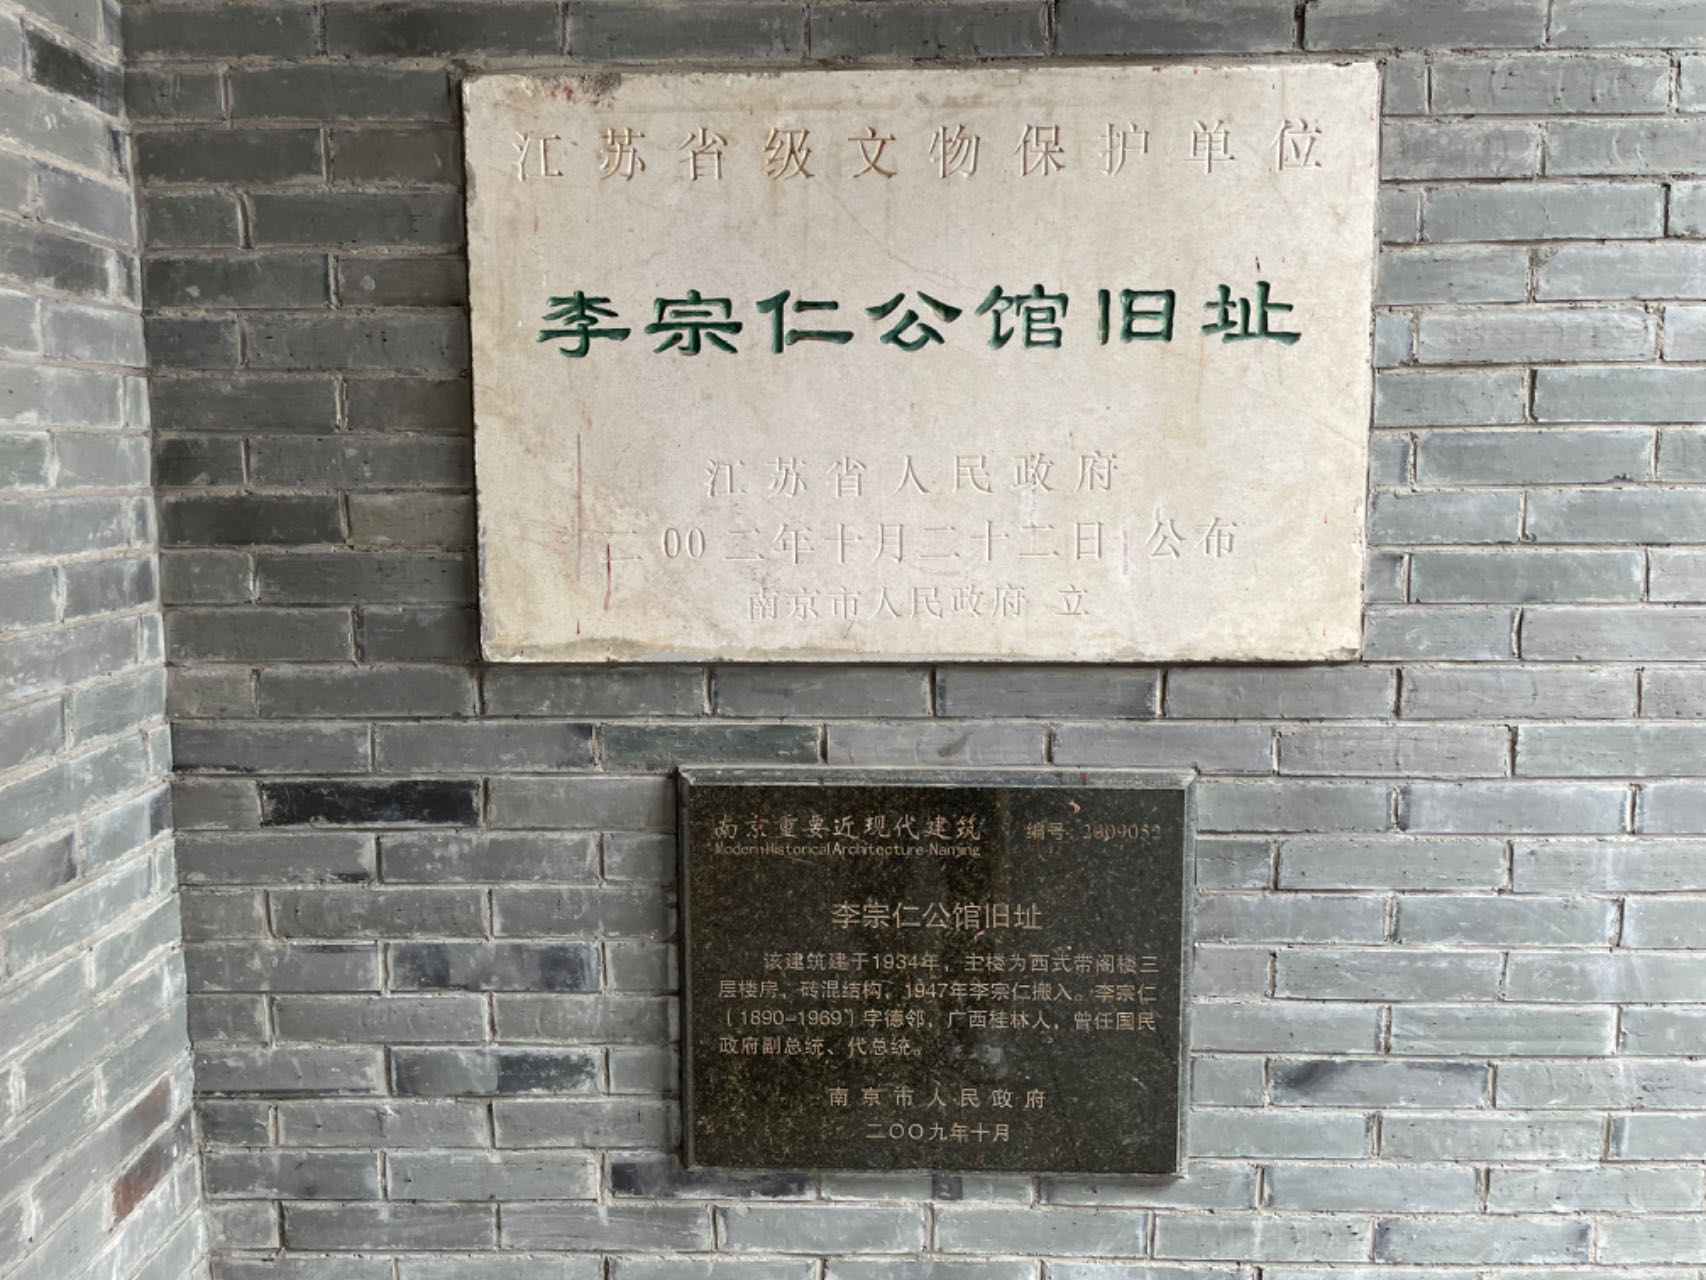 江苏省级文物保护单位
李宗仁公馆旧址
江苏省人民政府
二00二年十月二十二日 公布
南京市人民政府 立
南京重要近现代建筑 编号: 2009052
Modern Historical Architecture·Nanjing
李宗仁公馆旧址
该建筑建于1934年，主楼为西式带阁楼三
层楼房，砖混结构，1947年李宗仁搬入。李宗仁
（1890-1969）字德邻，广西桂林人，曾任国民
政府副总统、代总统。
南京市人民政府
二〇〇九年十月